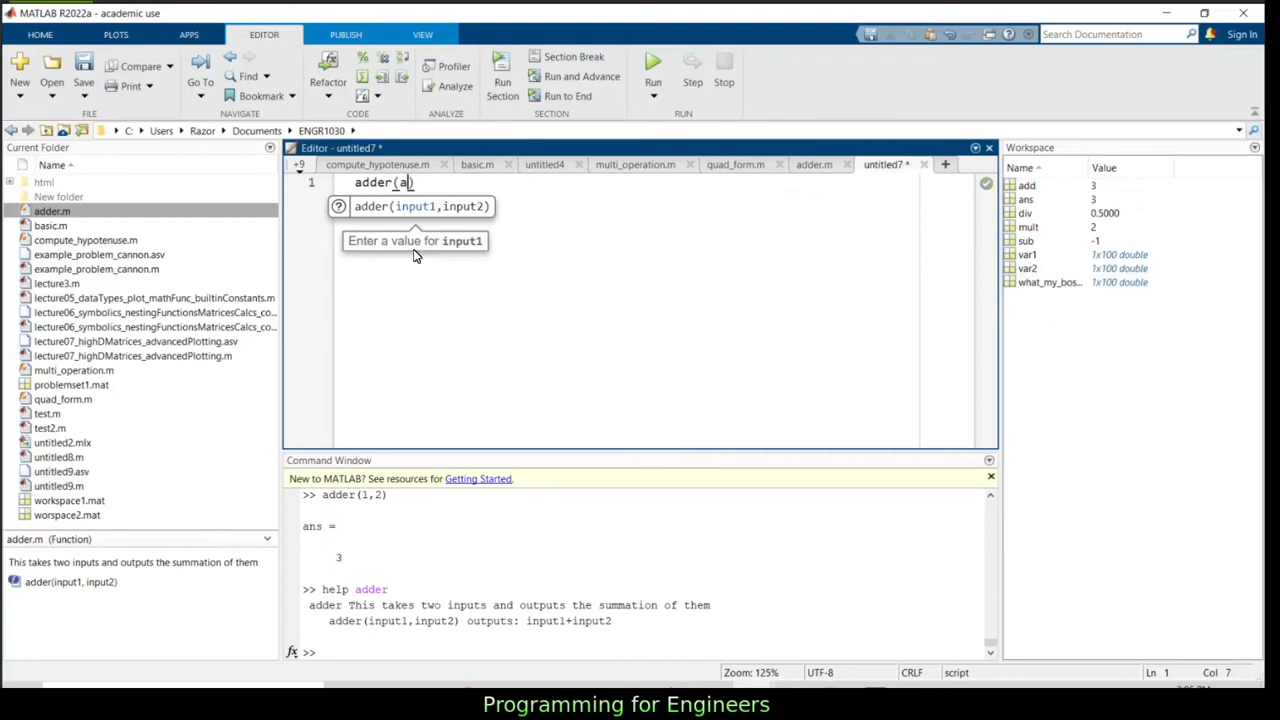 MATLAB R2022a - academic use
HOME PLOTS APPS EDITOR PUBLISH VIEW Search Documentation Sign In
New Open Save Compare Print Go To Find Bookmark Refactor Profiler Analyze Run Section Section Break Run and Advance Run to End Run Step Stop
FILE NAVIGATE CODE ANALYZE SECTION RUN
C: Users Razor Documents ENGR1030
Current Folder
Name
html
New folder
adder.m
basic.m
compute_hypotenuse.m
example_problem_cannon.asv
example_problem_cannon.m
lecture3.m
lecture05_dataTypes_plot_mathFunc_builtinConstants.m
lecture06_symbolics_nestingFunctionsMatricesCalcs_co...
lecture06_symbolics_nestingFunctionsMatricesCalcs_co...
lecture07_highDMatrices_advancedPlotting.asv
lecture07_highDMatrices_advancedPlotting.m
multi_operation.m
problemset1.mat
quad_form.m
test.m
test2.m
untitled2.mlx
untitled8.m
untitled9.asv
untitled9.m
workspace1.mat
worspace2.mat
adder.m (Function)
This takes two inputs and outputs the summation of them
adder(input1, input2)
Editor - untitled7 *
+9 compute_hypotenuse.m basic.m untitled4 multi_operation.m quad_form.m adder.m untitled7 *
1 adder(a)
adder(input1,input2)
Enter a value for input1
Command Window
New to MATLAB? See resources for Getting Started.
>> adder(1,2)
ans =
3
>> help adder
adder This takes two inputs and outputs the summation of them
adder(input1,input2) outputs: input1+input2
fx >>
Workspace
Name Value
add 3
ans 3
div 0.5000
mult 2
sub -1
var1 1x100 double
var2 1x100 double
what_my_bos... 1x100 double
Zoom: 125% UTF-8 CRLF script Ln 1 Col 7
Programming for Engineers